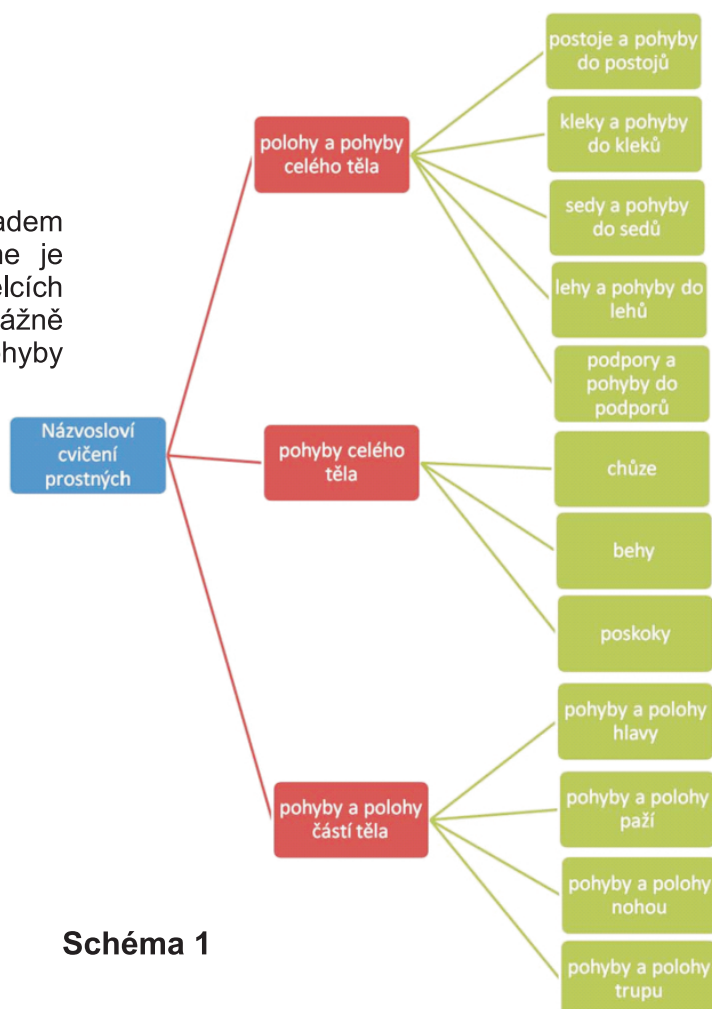 adem
ne je
elcích
ážně
ohyby
Názvosloví
cvičení
prostných
polohy a pohyby
celého těla
postoje a pohyby
do postojů
kleky a pohyby
do kleků
sedy a pohyby
do sedů
lehy a pohyby do
lehů
podpory a
pohyby do
podporů
pohyby celého
těla
chůze
behy
poskoky
pohyby a polohy
částí těla
pohyby a polohy
hlavy
pohyby a polohy
paží
pohyby a polohy
nohou
pohyby a polohy
trupu
Schéma 1